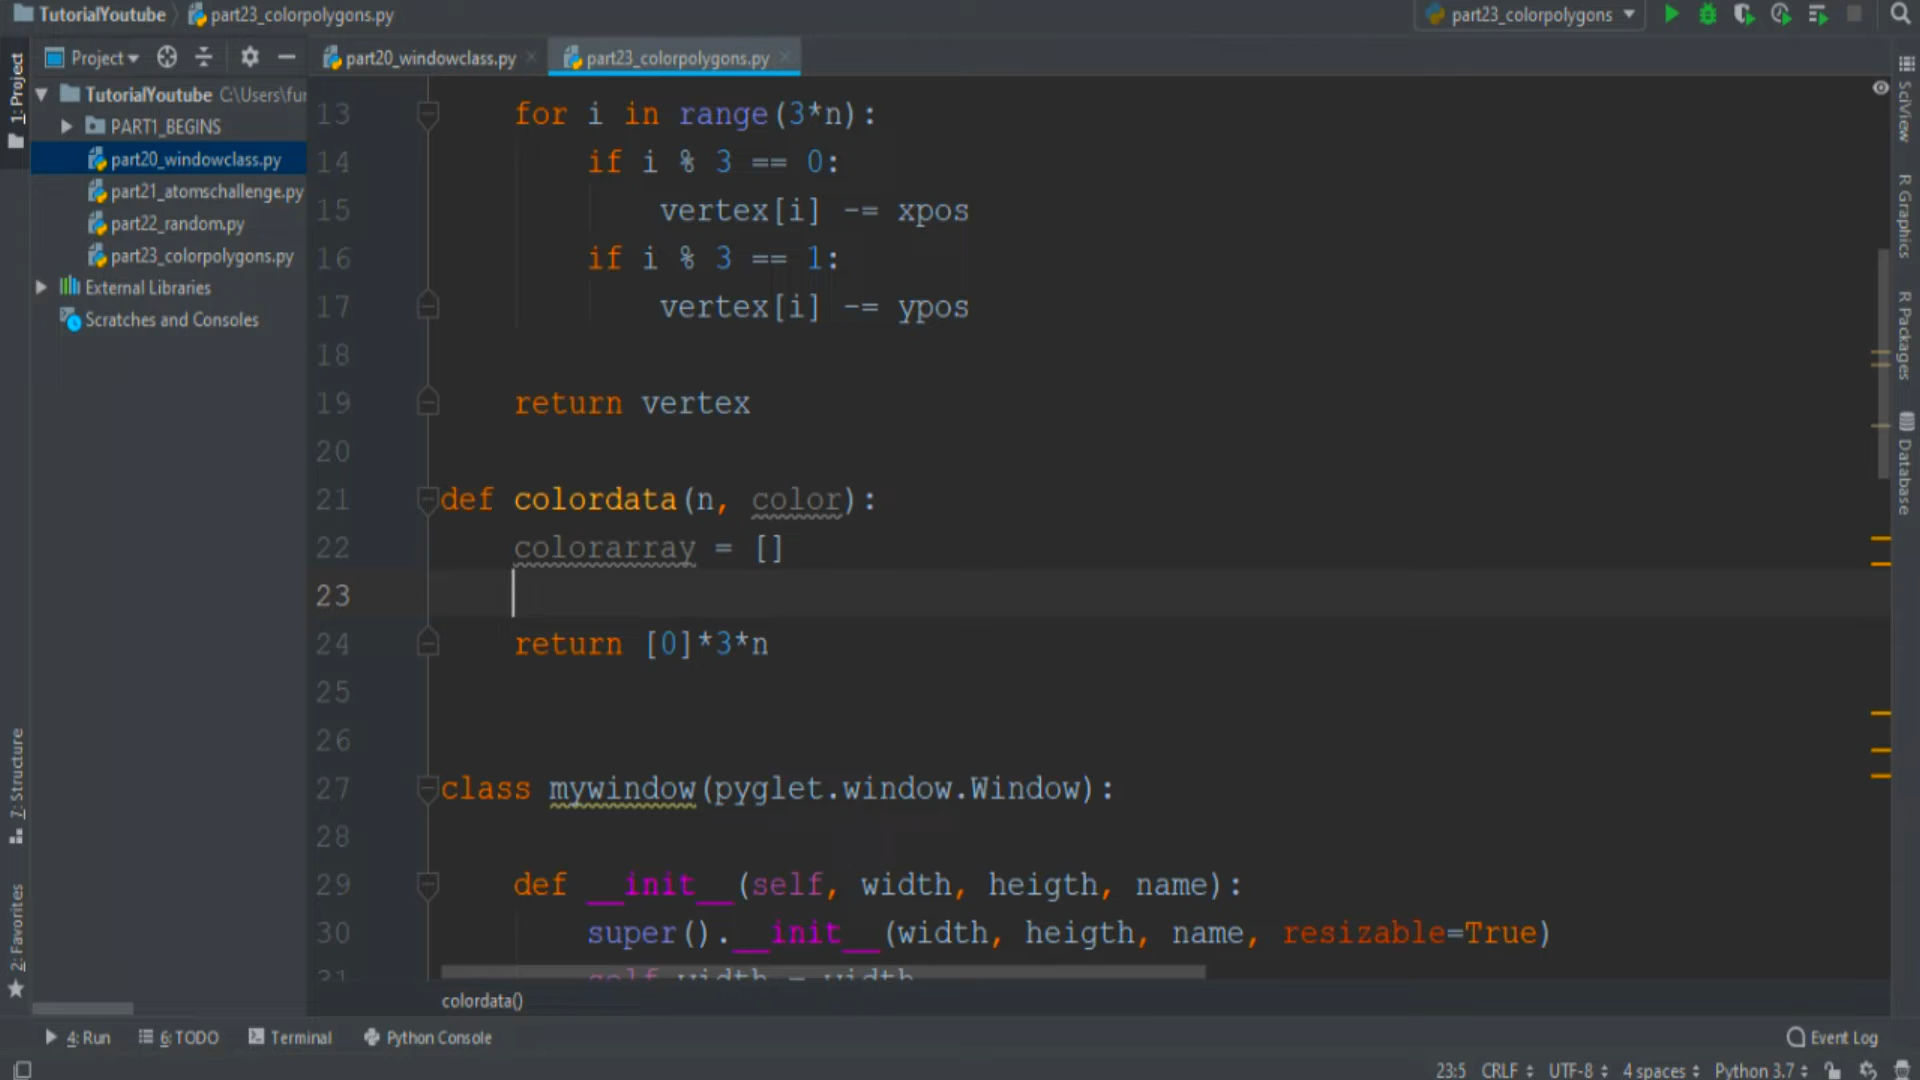 TutorialYoutube part23_colorpolygons.py part23_colorpolygons
Project part20_windowclass.py part23_colorpolygons.py
1: Project
TutorialYoutube C:\Users\fur
PART1_BEGINS
part20_windowclass.py
part21_atomschallenge.py
part22_random.py
part23_colorpolygons.py
External Libraries
Scratches and Consoles
7: Structure
2: Favorites
13 for i in range(3*n):
14 if i % 3 == 0:
15 vertex[i] -= xpos
16 if i % 3 == 1:
17 vertex[i] -= ypos
18
19 return vertex
20
21 def colordata(n, color):
22 colorarray = []
23
24 return [0]*3*n
25
26
27 class mywindow(pyglet.window.Window):
28
29 def __init__(self, width, heigth, name):
30 super().__init__(width, heigth, name, resizable=True)
31 self.width = width
colordata()
SciView
R Graphics
R Packages
Database
4: Run 6: TODO Terminal Python Console Event Log
23:5 CRLF UTF-8 4 spaces Python 3.7